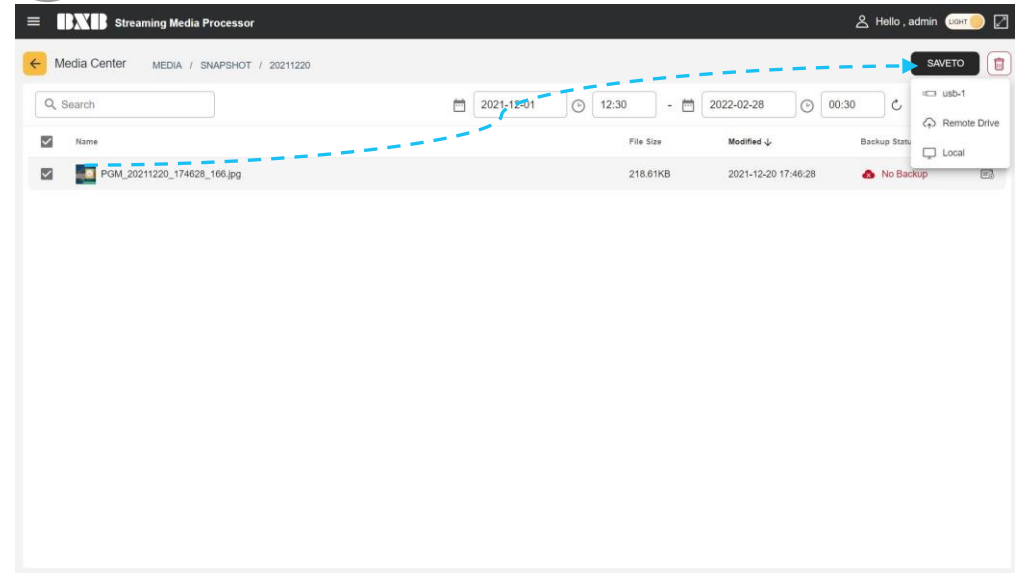 BXB Streaming Media Processor Hello , admin LIGHT
Media Center MEDIA / SNAPSHOT / 20211220 SAVETO
Search 2021-12-01 12:30 - 2022-02-28 00:30
usb-1
Remote Drive
Local
Name File Size Modified Backup Statu
PGM_20211220_174628_166.jpg 218.61KB 2021-12-20 17:46:28 No Backup